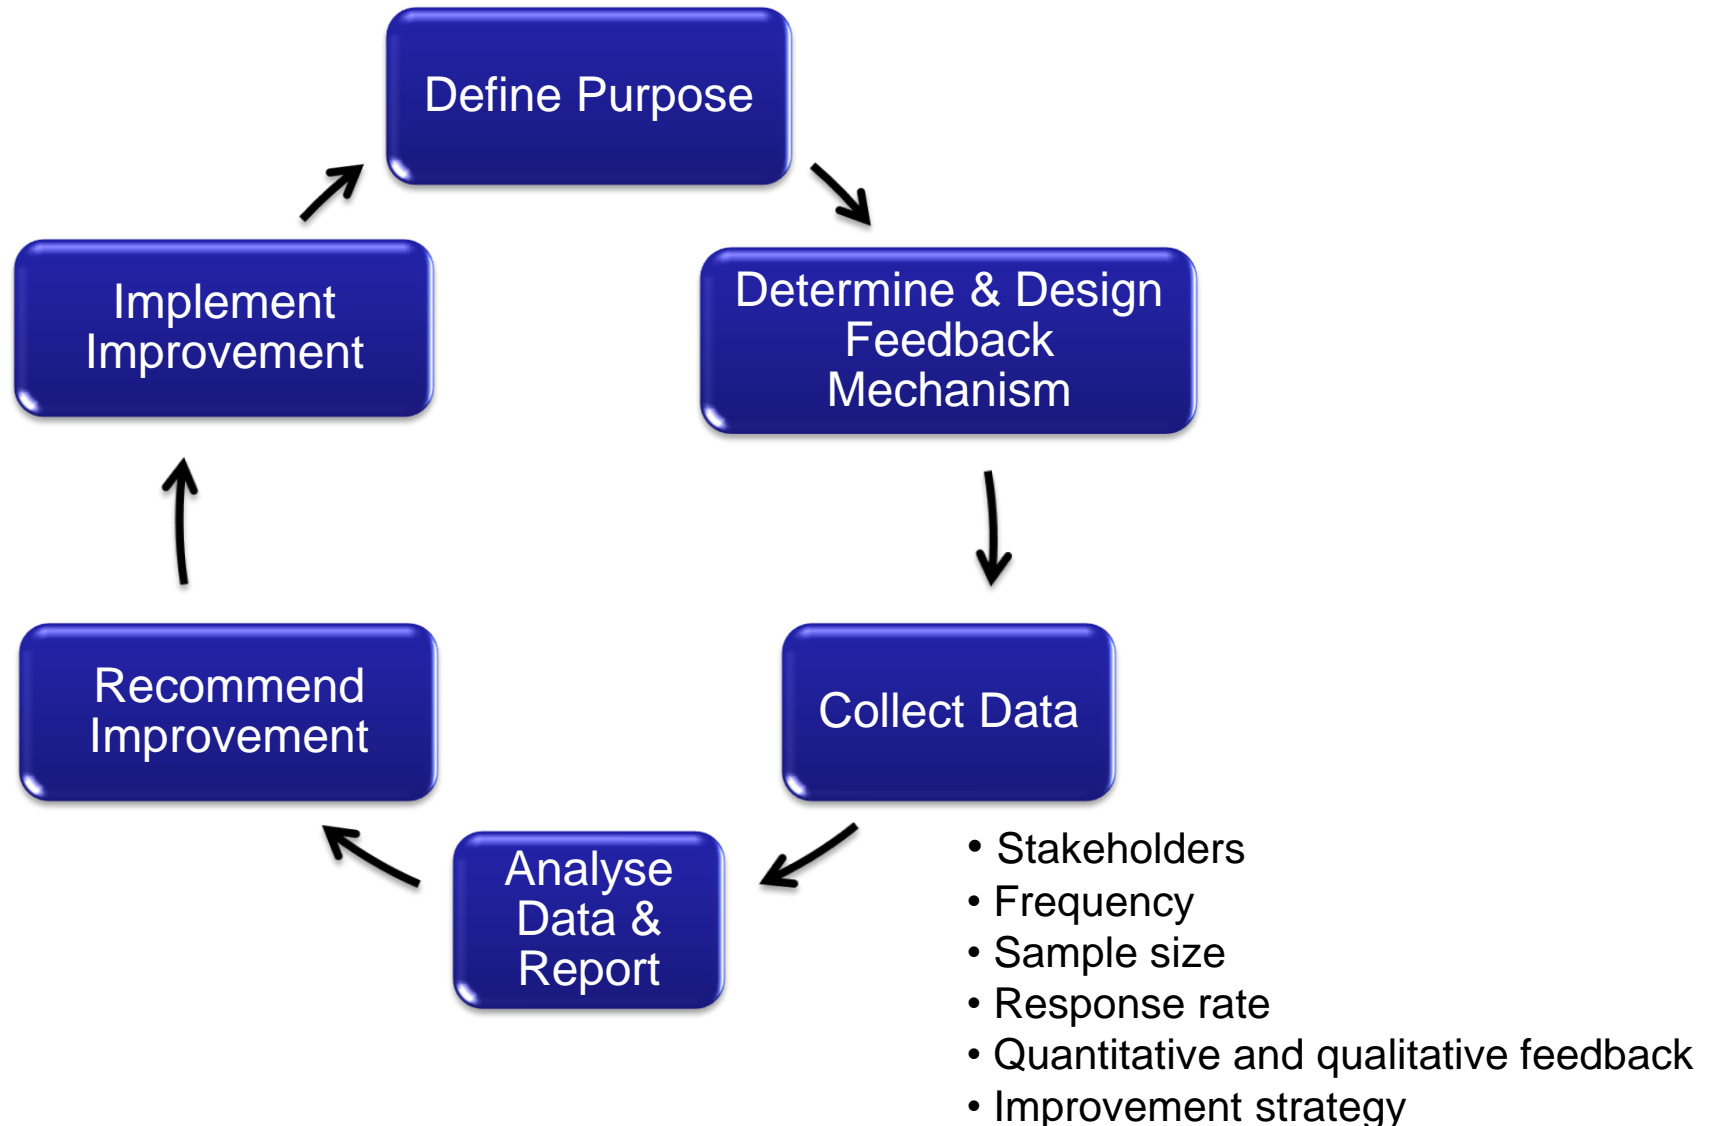 Define Purpose
Determine & Design
Feedback
Mechanism
Collect Data
• Stakeholders
• Frequency
• Sample size
• Response rate
• Quantitative and qualitative feedback
• Improvement strategy
Analyse
Data &
Report
Recommend
Improvement
Implement
Improvement